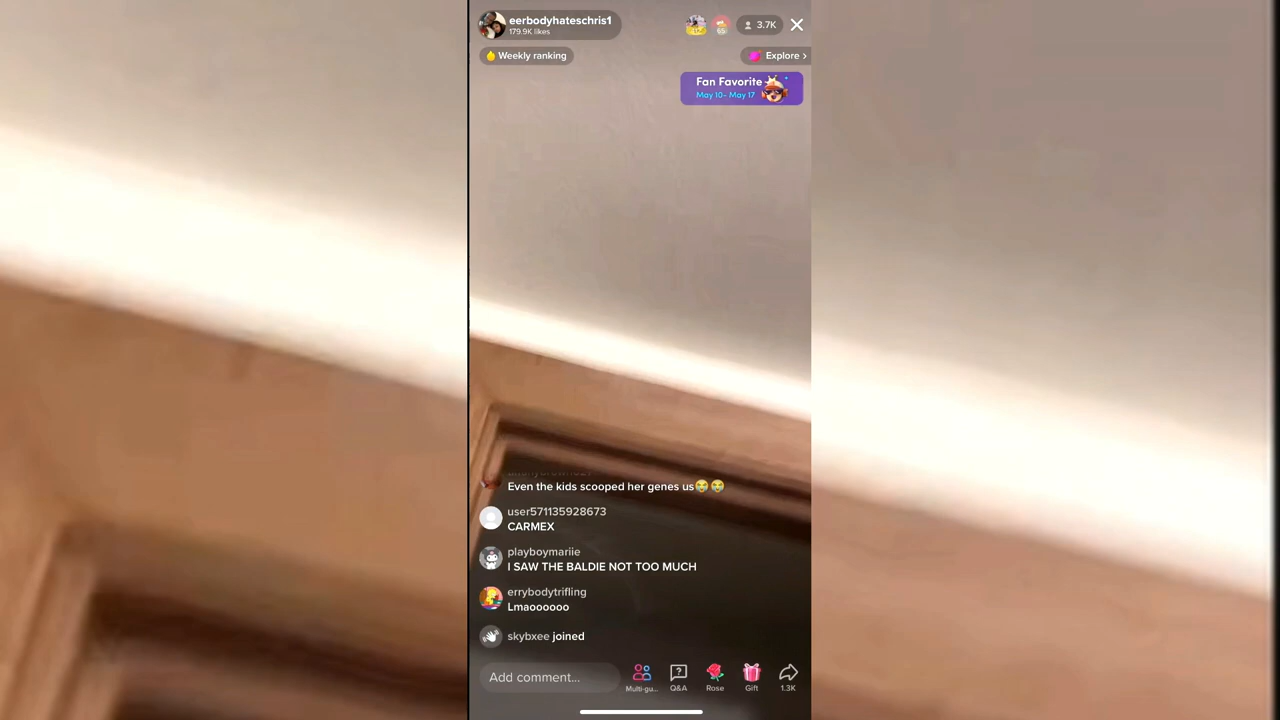 eerbodyhateschris1
179.9K likes
65
3.7K
Weekly ranking
Explore >
Fan Favorite
May 10- May 17
Even the kids scooped her genes us😭😭
user571135928673
CARMEX
playboymariie
I SAW THE BALDIE NOT TOO MUCH
errybodytrifling
Lmaoooooo
skybxee joined
Add comment...
Multi-gu...
Q&A
Rose
Gift
1.3K